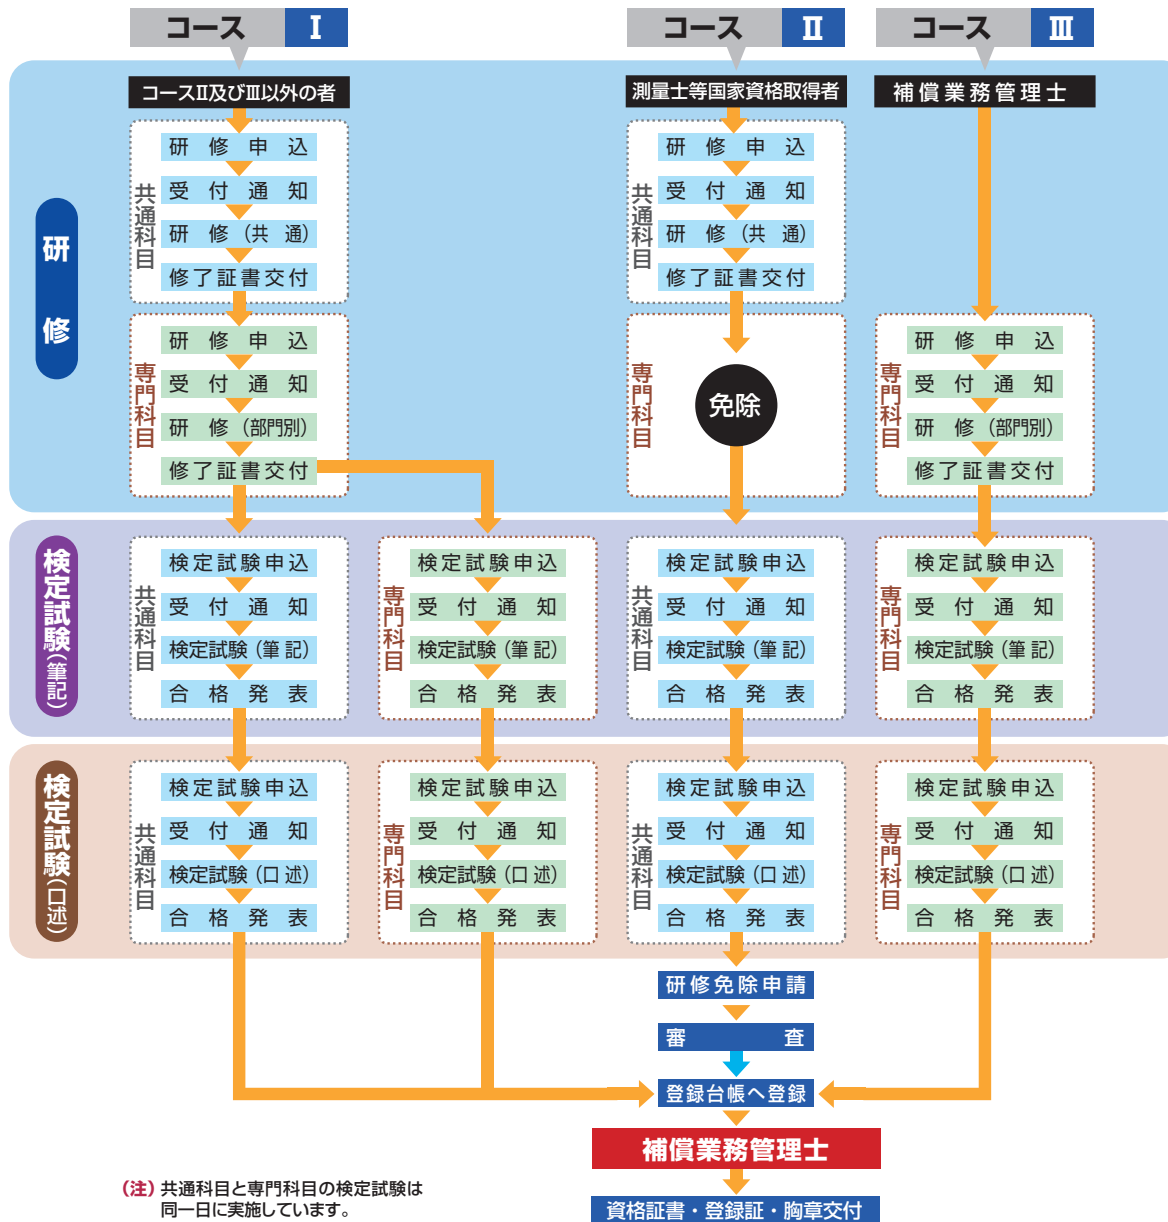 コース Ⅰ
コース Ⅱ
コース Ⅲ
コースⅡ及びⅢ以外の者
測量士等国家資格取得者
補償業務管理士
研修
共通科目
研修申込
受付通知
研修（共通）
修了証書交付
専門科目
研修申込
受付通知
研修（部門別）
修了証書交付
共通科目
研修申込
受付通知
研修（共通）
修了証書交付
専門科目
免除
専門科目
研修申込
受付通知
研修（部門別）
修了証書交付
検定試験（筆記）
共通科目
検定試験申込
受付通知
検定試験（筆記）
合格発表
専門科目
検定試験申込
受付通知
検定試験（筆記）
合格発表
共通科目
検定試験申込
受付通知
検定試験（筆記）
合格発表
専門科目
検定試験申込
受付通知
検定試験（筆記）
合格発表
検定試験（口述）
共通科目
検定試験申込
受付通知
検定試験（口述）
合格発表
専門科目
検定試験申込
受付通知
検定試験（口述）
合格発表
共通科目
検定試験申込
受付通知
検定試験（口述）
合格発表
専門科目
検定試験申込
受付通知
検定試験（口述）
合格発表
研修免除申請
審査
登録台帳へ登録
補償業務管理士
資格証書・登録証・胸章交付
（注）共通科目と専門科目の検定試験は
同一日に実施しています。